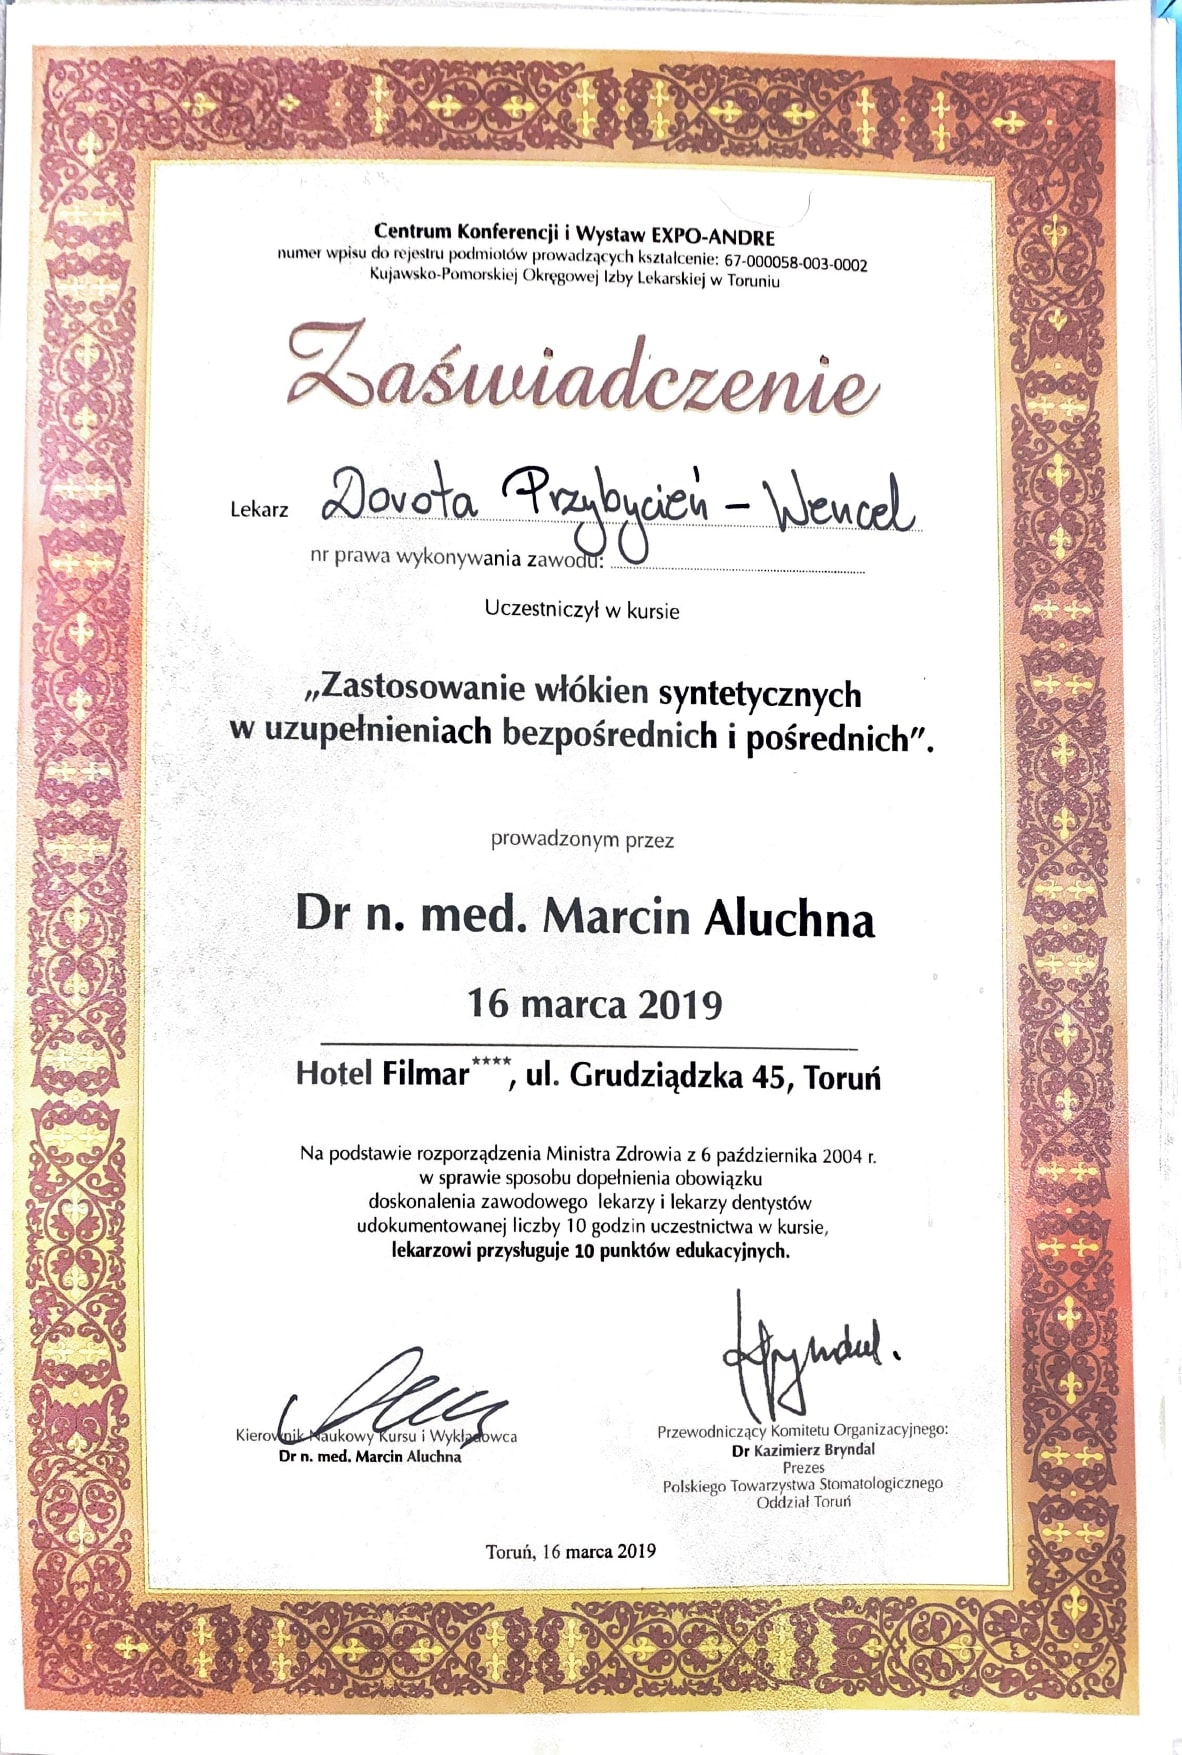 Centrum Konferencji i Wystaw EXPO-ANDRE
numer wpisu do rejestru podmiotów prowadzących kształcenie: 67-000058-003-0002
Kujawsko-Pomorskiej Okręgowej Izby Lekarskiej w Toruniu
Zaświadczenie
Lekarz Dorota Przybycień - Wencel
nr prawa wykonywania zawodu:
Uczestniczył w kursie
„Zastosowanie włókien syntetycznych
w uzupełnieniach bezpośrednich i pośrednich”.
prowadzonym przez
Dr n. med. Marcin Aluchna
16 marca 2019
Hotel Filmar****, ul. Grudziądzka 45, Toruń
Na podstawie rozporządzenia Ministra Zdrowia z 6 października 2004 r.
w sprawie sposobu dopełnienia obowiązku
doskonalenia zawodowego lekarzy i lekarzy dentystów
udokumentowanej liczby 10 godzin uczestnictwa w kursie,
lekarzowi przysługuje 10 punktów edukacyjnych.
Kierownik Naukowy Kursu i Wykładowca
Dr n. med. Marcin Aluchna
Przewodniczący Komitetu Organizacyjnego:
Dr Kazimierz Bryndal
Prezes
Polskiego Towarzystwa Stomatologicznego
Oddział Toruń
Toruń, 16 marca 2019